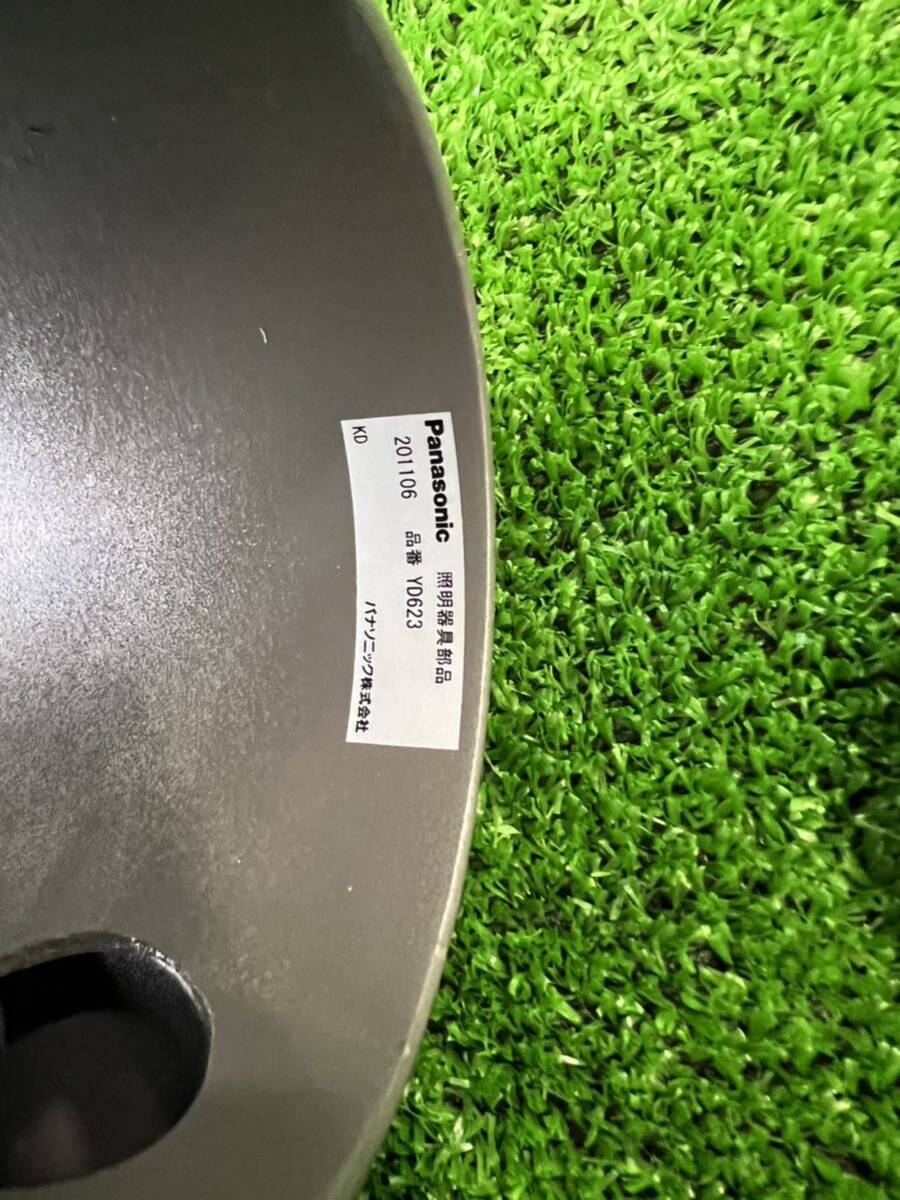 Panasonic 照明器具部品
201106 品番 YD623
KD パナソニック株式会社